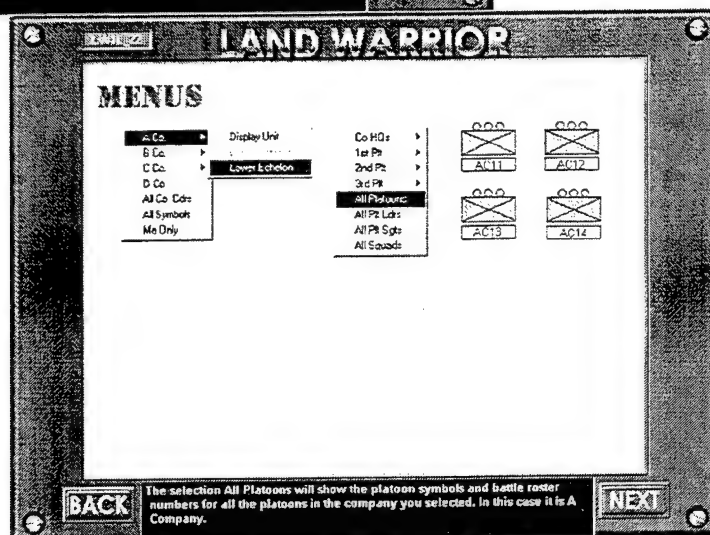 LAND WARRIOR
MENUS
A Co.
B Co.
C Co.
D Co
All Co Cdrs
All Symbols
Me Only
Display Unit
Lower Echelon
Co HQs
1st Plt
2nd Plt
3rd Plt
All Platoons
All Plt Ldrs
All Plt Sgts
All Squads
AC11
AC12
AC13
AC14
BACK
The selection All Platoons will show the platoon symbols and battle roster
numbers for all the platoons in the company you selected. In this case it is A
Company.
NEXT